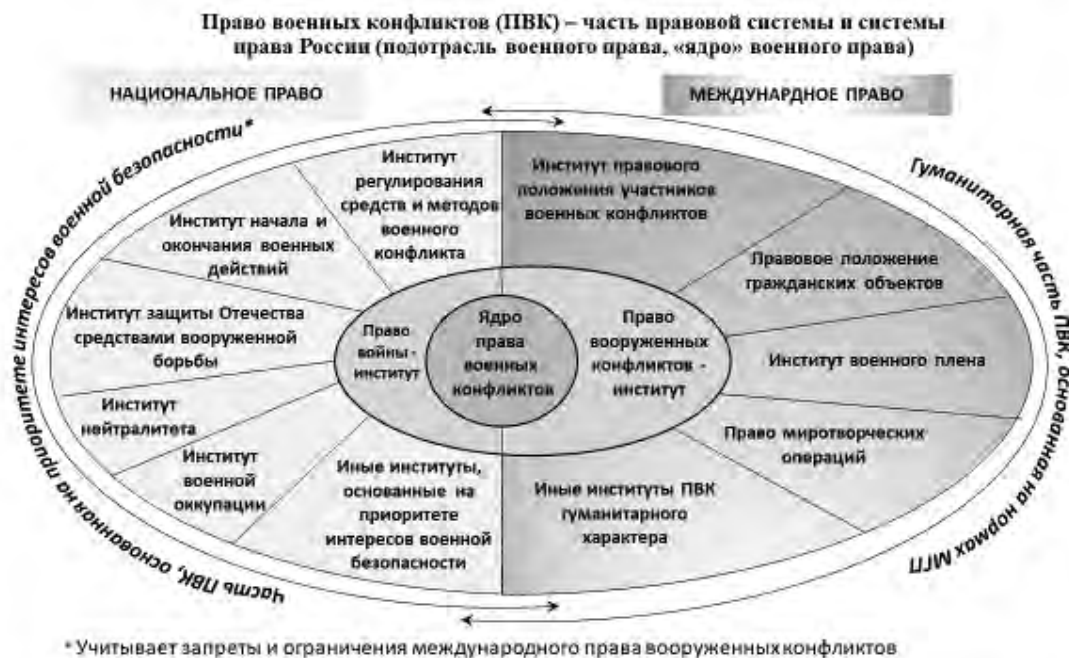 Право военных конфликтов (ПВК) – часть правовой системы и системы
права России (подотрасль военного права, «ядро» военного права)
НАЦИОНАЛЬНОЕ ПРАВО
МЕЖДУНАРДНОЕ ПРАВО
Часть ПВК, основанная на приоритете интересов военной безопасности*
Гуманитарная часть ПВК, основанная на нормах МГП
Институт
регулирования
средств и методов
военного
конфликта
Институт правового
положения участников
военных конфликтов
Институт начала и
окончания военных
действий
Правовое положение
гражданских объектов
Институт защиты Отечества
средствами вооруженной
борьбы
Право
войны -
институт
Ядро
права
военных
конфликтов
Право
вооруженных
конфликтов -
институт
Институт военного плена
Институт
нейтралитета
Право миротворческих
операций
Институт
военной
оккупации
Иные институты,
основанные на
приоритете
интересов военной
безопасности
Иные институты ПВК
гуманитарного
характера
* Учитывает запреты и ограничения международного права вооруженных конфликтов